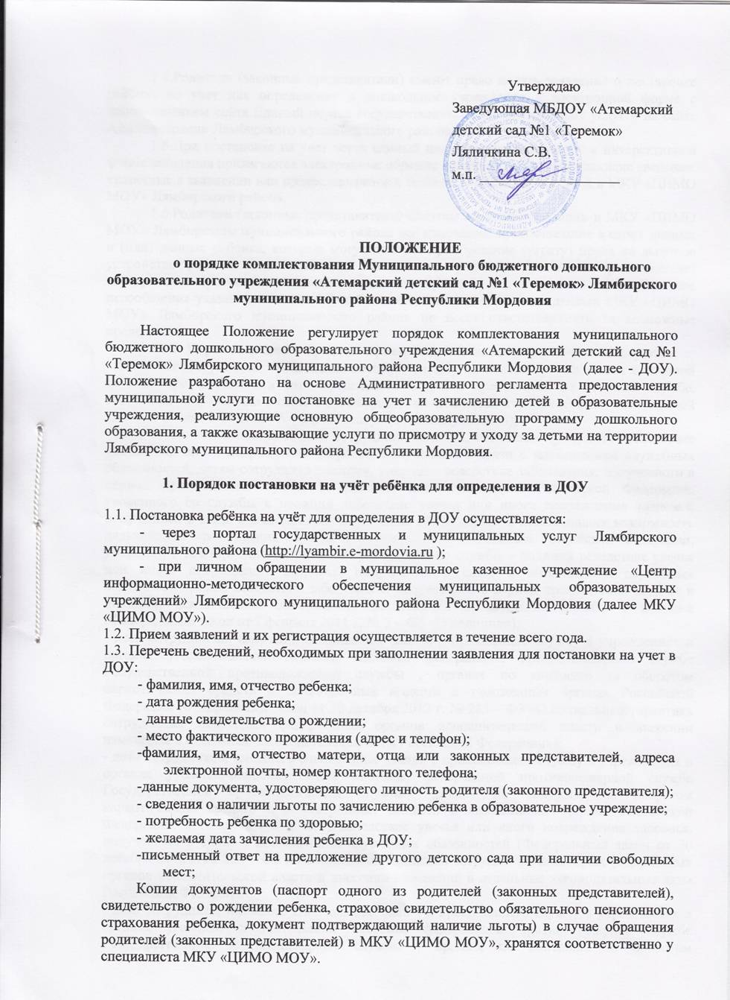 Утверждаю
Заведующая МБДОУ «Атемарский
детский сад №1 «Теремок»
Ляличкина С.В.
м.п.
ПОЛОЖЕНИЕ
о порядке комплектования Муниципального бюджетного дошкольного
образовательного учреждения «Атемарский детский сад №1 «Теремок» Лямбирского
муниципального района Республики Мордовия
Настоящее Положение регулирует порядок комплектования муниципального
бюджетного дошкольного образовательного учреждения «Атемарский детский сад №1
«Теремок» Лямбирского муниципального района Республики Мордовия (далее - ДОУ).
Положение разработано на основе Административного регламента предоставления
муниципальной услуги по постановке на учет и зачислению детей в образовательные
учреждения, реализующие основную общеобразовательную программу дошкольного
образования, а также оказывающие услуги по присмотру и уходу за детьми на территории
Лямбирского муниципального района Республики Мордовия.
1. Порядок постановки на учёт ребёнка для определения в ДОУ
1.1. Постановка ребёнка на учёт для определения в ДОУ осуществляется:
- через портал государственных и муниципальных услуг Лямбирского
муниципального района (http://lyambir.e-mordovia.ru );
- при личном обращении в муниципальное казенное учреждение «Центр
информационно-методического обеспечения муниципальных образовательных
учреждений» Лямбирского муниципального района Республики Мордовия (далее МКУ
«ЦИМО МОУ»).
1.2. Прием заявлений и их регистрация осуществляется в течение всего года.
1.3. Перечень сведений, необходимых при заполнении заявления для постановки на учет в
ДОУ:
- фамилия, имя, отчество ребенка;
- дата рождения ребенка;
- данные свидетельства о рождении;
- место фактического проживания (адрес и телефон);
-фамилия, имя, отчество матери, отца или законных представителей, адреса
электронной почты, номер контактного телефона;
-данные документа, удостоверяющего личность родителя (законного представителя);
- сведения о наличии льготы по зачислению ребенка в образовательное учреждение;
- потребность ребенка по здоровью;
- желаемая дата зачисления ребенка в ДОУ;
-письменный ответ на предложение другого детского сада при наличии свободных
мест;
Копии документов (паспорт одного из родителей (законных представителей),
свидетельство о рождении ребенка, страховое свидетельство обязательного пенсионного
страхования ребенка, документ подтверждающий наличие льготы) в случае обращения
родителей (законных представителей) в МКУ «ЦИМО МОУ», хранятся соответственно у
специалиста МКУ «ЦИМО МОУ».